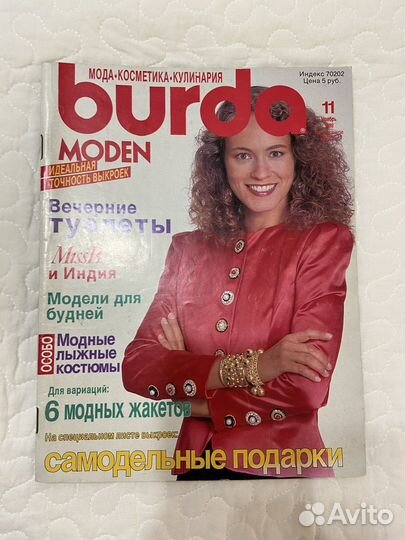 МОДА•КОСМЕТИКА•КУЛИНАРИЯ
Индекс 70202
Цена 5 руб.
burda
MODEN
11
ИДЕАЛЬНАЯ
ТОЧНОСТЬ ВЫКРОЕК
Вечерние
туалеты
Miss B.
и Индия
Модели для
будней
ОСОБО
Модные
лыжные
костюмы
Для вариаций:
6 модных жакетов
На специальном листе выкроек:
самодельные подарки
Avito